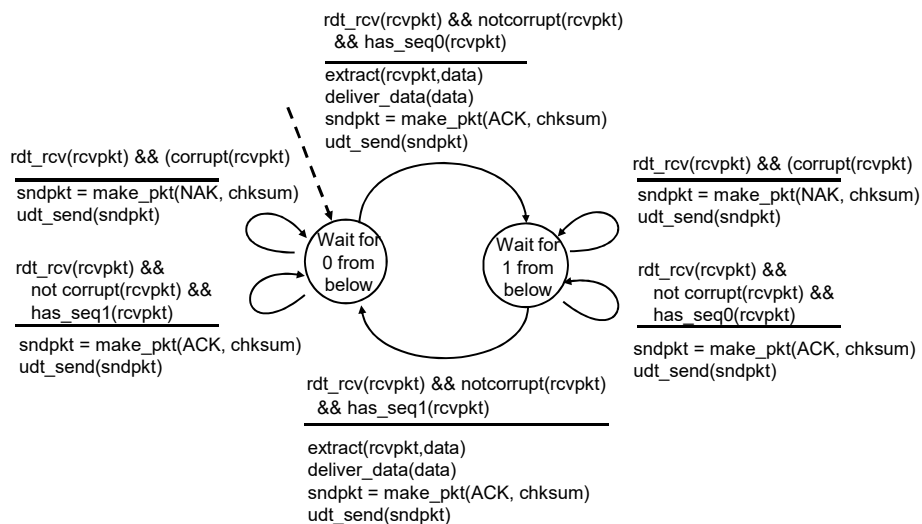 rdt_rcv(rcvpkt) && notcorrupt(rcvpkt)
&& has_seq0(rcvpkt)
extract(rcvpkt,data)
deliver_data(data)
sndpkt = make_pkt(ACK, chksum)
udt_send(sndpkt)
rdt_rcv(rcvpkt) && (corrupt(rcvpkt)
sndpkt = make_pkt(NAK, chksum)
udt_send(sndpkt)
rdt_rcv(rcvpkt) &&
not corrupt(rcvpkt) &&
has_seq1(rcvpkt)
sndpkt = make_pkt(ACK, chksum)
udt_send(sndpkt)
Wait for
0 from
below
Wait for
1 from
below
rdt_rcv(rcvpkt) && (corrupt(rcvpkt)
sndpkt = make_pkt(NAK, chksum)
udt_send(sndpkt)
rdt_rcv(rcvpkt) &&
not corrupt(rcvpkt) &&
has_seq0(rcvpkt)
sndpkt = make_pkt(ACK, chksum)
udt_send(sndpkt)
rdt_rcv(rcvpkt) && notcorrupt(rcvpkt)
&& has_seq1(rcvpkt)
extract(rcvpkt,data)
deliver_data(data)
sndpkt = make_pkt(ACK, chksum)
udt_send(sndpkt)